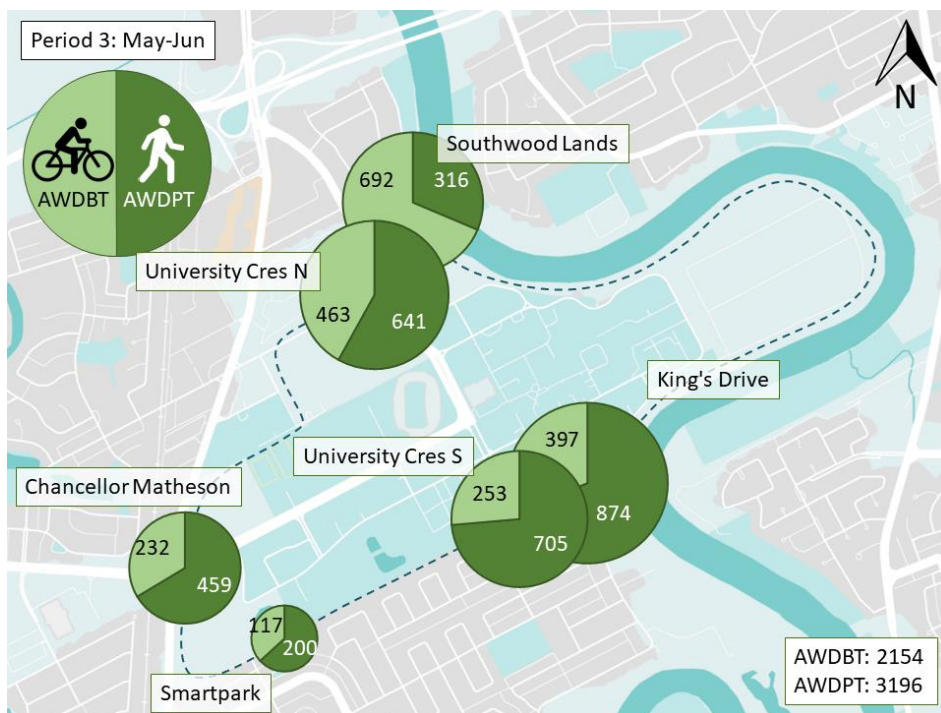 Period 3: May-Jun
AWDBT AWDPT
N
Southwood Lands
692 316
University Cres N
463 641
King's Drive
397 874
University Cres S
253 705
Chancellor Matheson
232 459
117 200
Smartpark
AWDBT: 2154
AWDPT: 3196